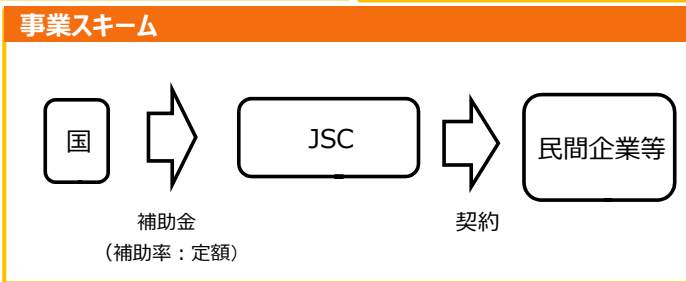 事業スキーム
国
JSC
民間企業等
補助金
（補助率：定額）
契約